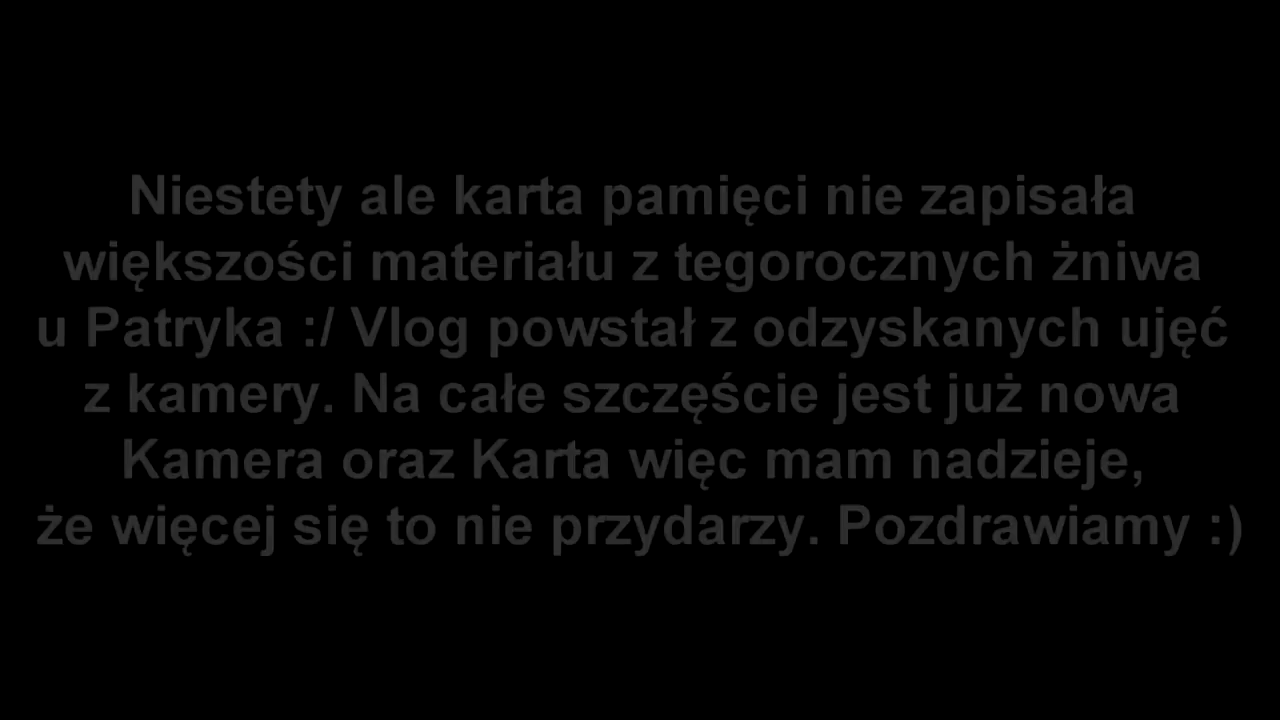 Niestety ale karta pamięci nie zapisała
większości materiału z tegorocznych żniwa
u Patryka :/ Vlog powstał z odzyskanych ujęć
z kamery. Na całe szczęście jest już nowa
Kamera oraz Karta więc mam nadzieje,
że więcej się to nie przydarzy. Pozdrawiamy :)